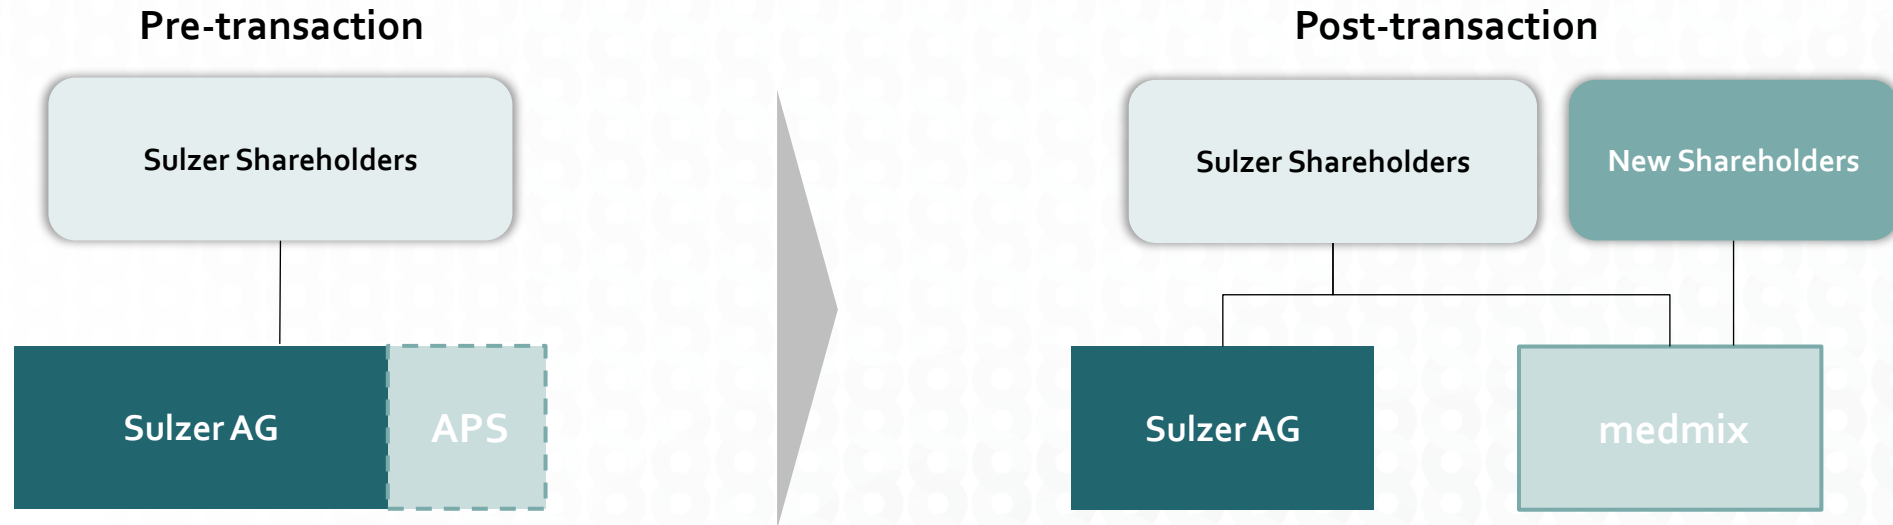 Pre-transaction
Sulzer Shareholders
Sulzer AG
APS
Post-transaction
Sulzer Shareholders
New Shareholders
Sulzer AG
medmix